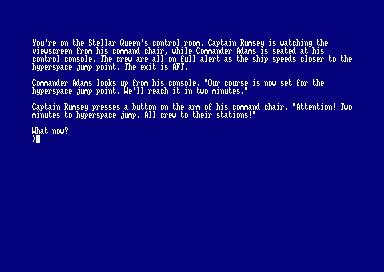 You're on the Stellar Queen's control room. Captain Rumsey is watching the
viewscreen from his command chair, while Commander Adams is seated at his
control console. The crew are all on full alert as the ship speeds closer to the
hyperspace jump point. The exit is AFT.
Commander Adams looks up from his console. "Our course is now set for the
hyperspace jump point. We'll reach it in two minutes."
Captain Rumsey presses a button on the arm of his command chair. "Attention! Two
minutes to hyperspace jump. All crew to their stations!"
What now?
)